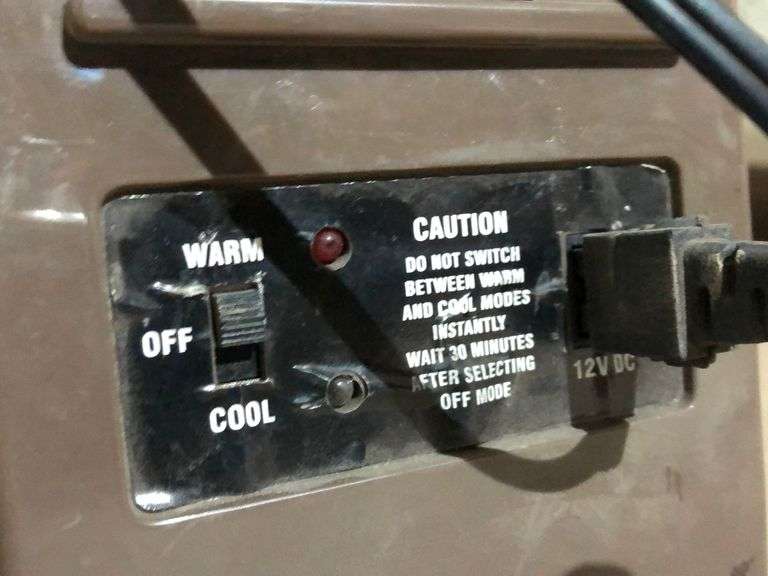 WARM
OFF
COOL
CAUTION
DO NOT SWITCH
BETWEEN WARM
AND COOL MODES
INSTANTLY
WAIT 30 MINUTES
AFTER SELECTING
OFF MODE
12V DC